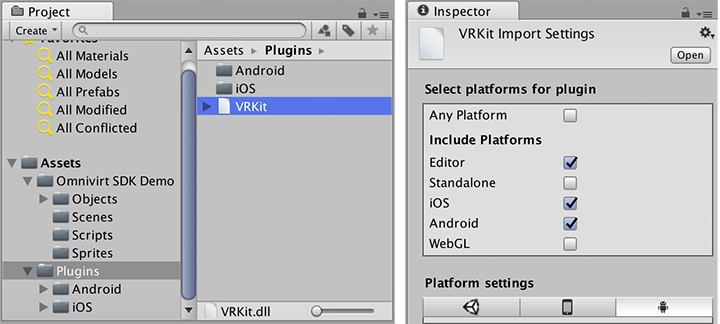 Project
Create
Favorites
All Materials
All Models
All Prefabs
All Modified
All Conflicted
Assets
Omnivirt SDK Demo
Objects
Scenes
Scripts
Sprites
Plugins
Android
iOS
Assets Plugins
Android
iOS
VRKit
VRKit.dll
Inspector
VRKit Import Settings
Open
Select platforms for plugin
Any Platform
Include Platforms
Editor
Standalone
iOS
Android
WebGL
Platform settings